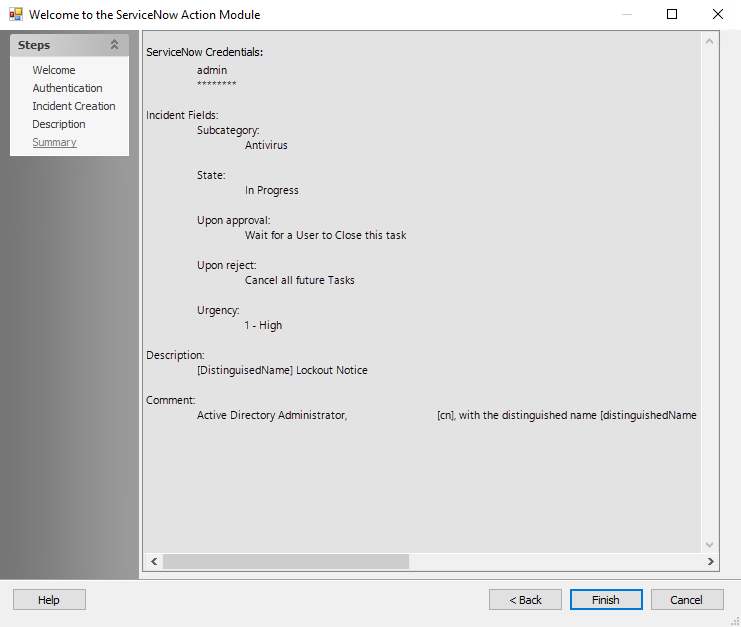 Welcome to the ServiceNow Action Module
Steps
Welcome
Authentication
Incident Creation
Description
Summary
ServiceNow Credentials:
admin
********
Incident Fields:
Subcategory:
Antivirus
State:
In Progress
Upon approval:
Wait for a User to Close this task
Upon reject:
Cancel all future Tasks
Urgency:
1 - High
Description:
[DistinguisedName] Lockout Notice
Comment:
Active Directory Administrator, [cn], with the distinguished name [distinguishedName
Help
< Back
Finish
Cancel